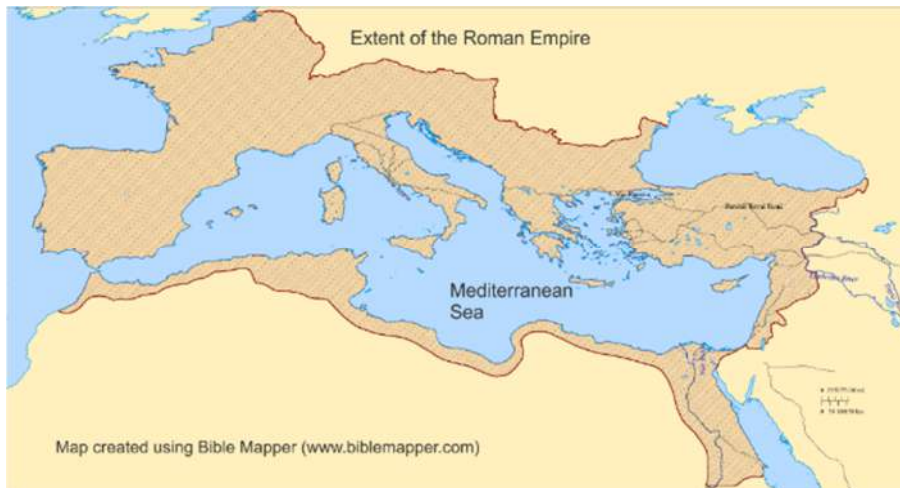 Extent of the Roman Empire
Mediterranean
Sea
Map created using Bible Mapper (www.biblemapper.com)